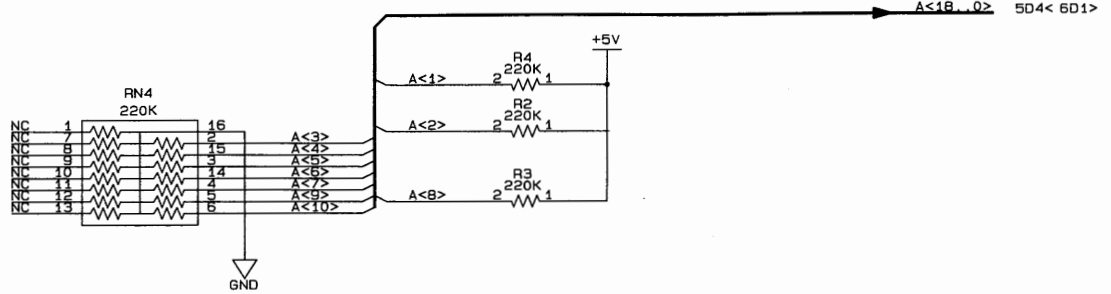 A<18..0> 5D4< 6D1>
+5V
R4
220K
A<1> 2 1
RN4
220K
R2
220K
A<2> 2 1
NC 1 16
NC 7 2 A<3>
NC 8 15 A<4>
NC 9 3 A<5>
NC 10 14 A<6>
NC 11 4 A<7>
NC 12 5 A<9>
NC 13 6 A<10>
R3
220K
A<8> 2 1
GND